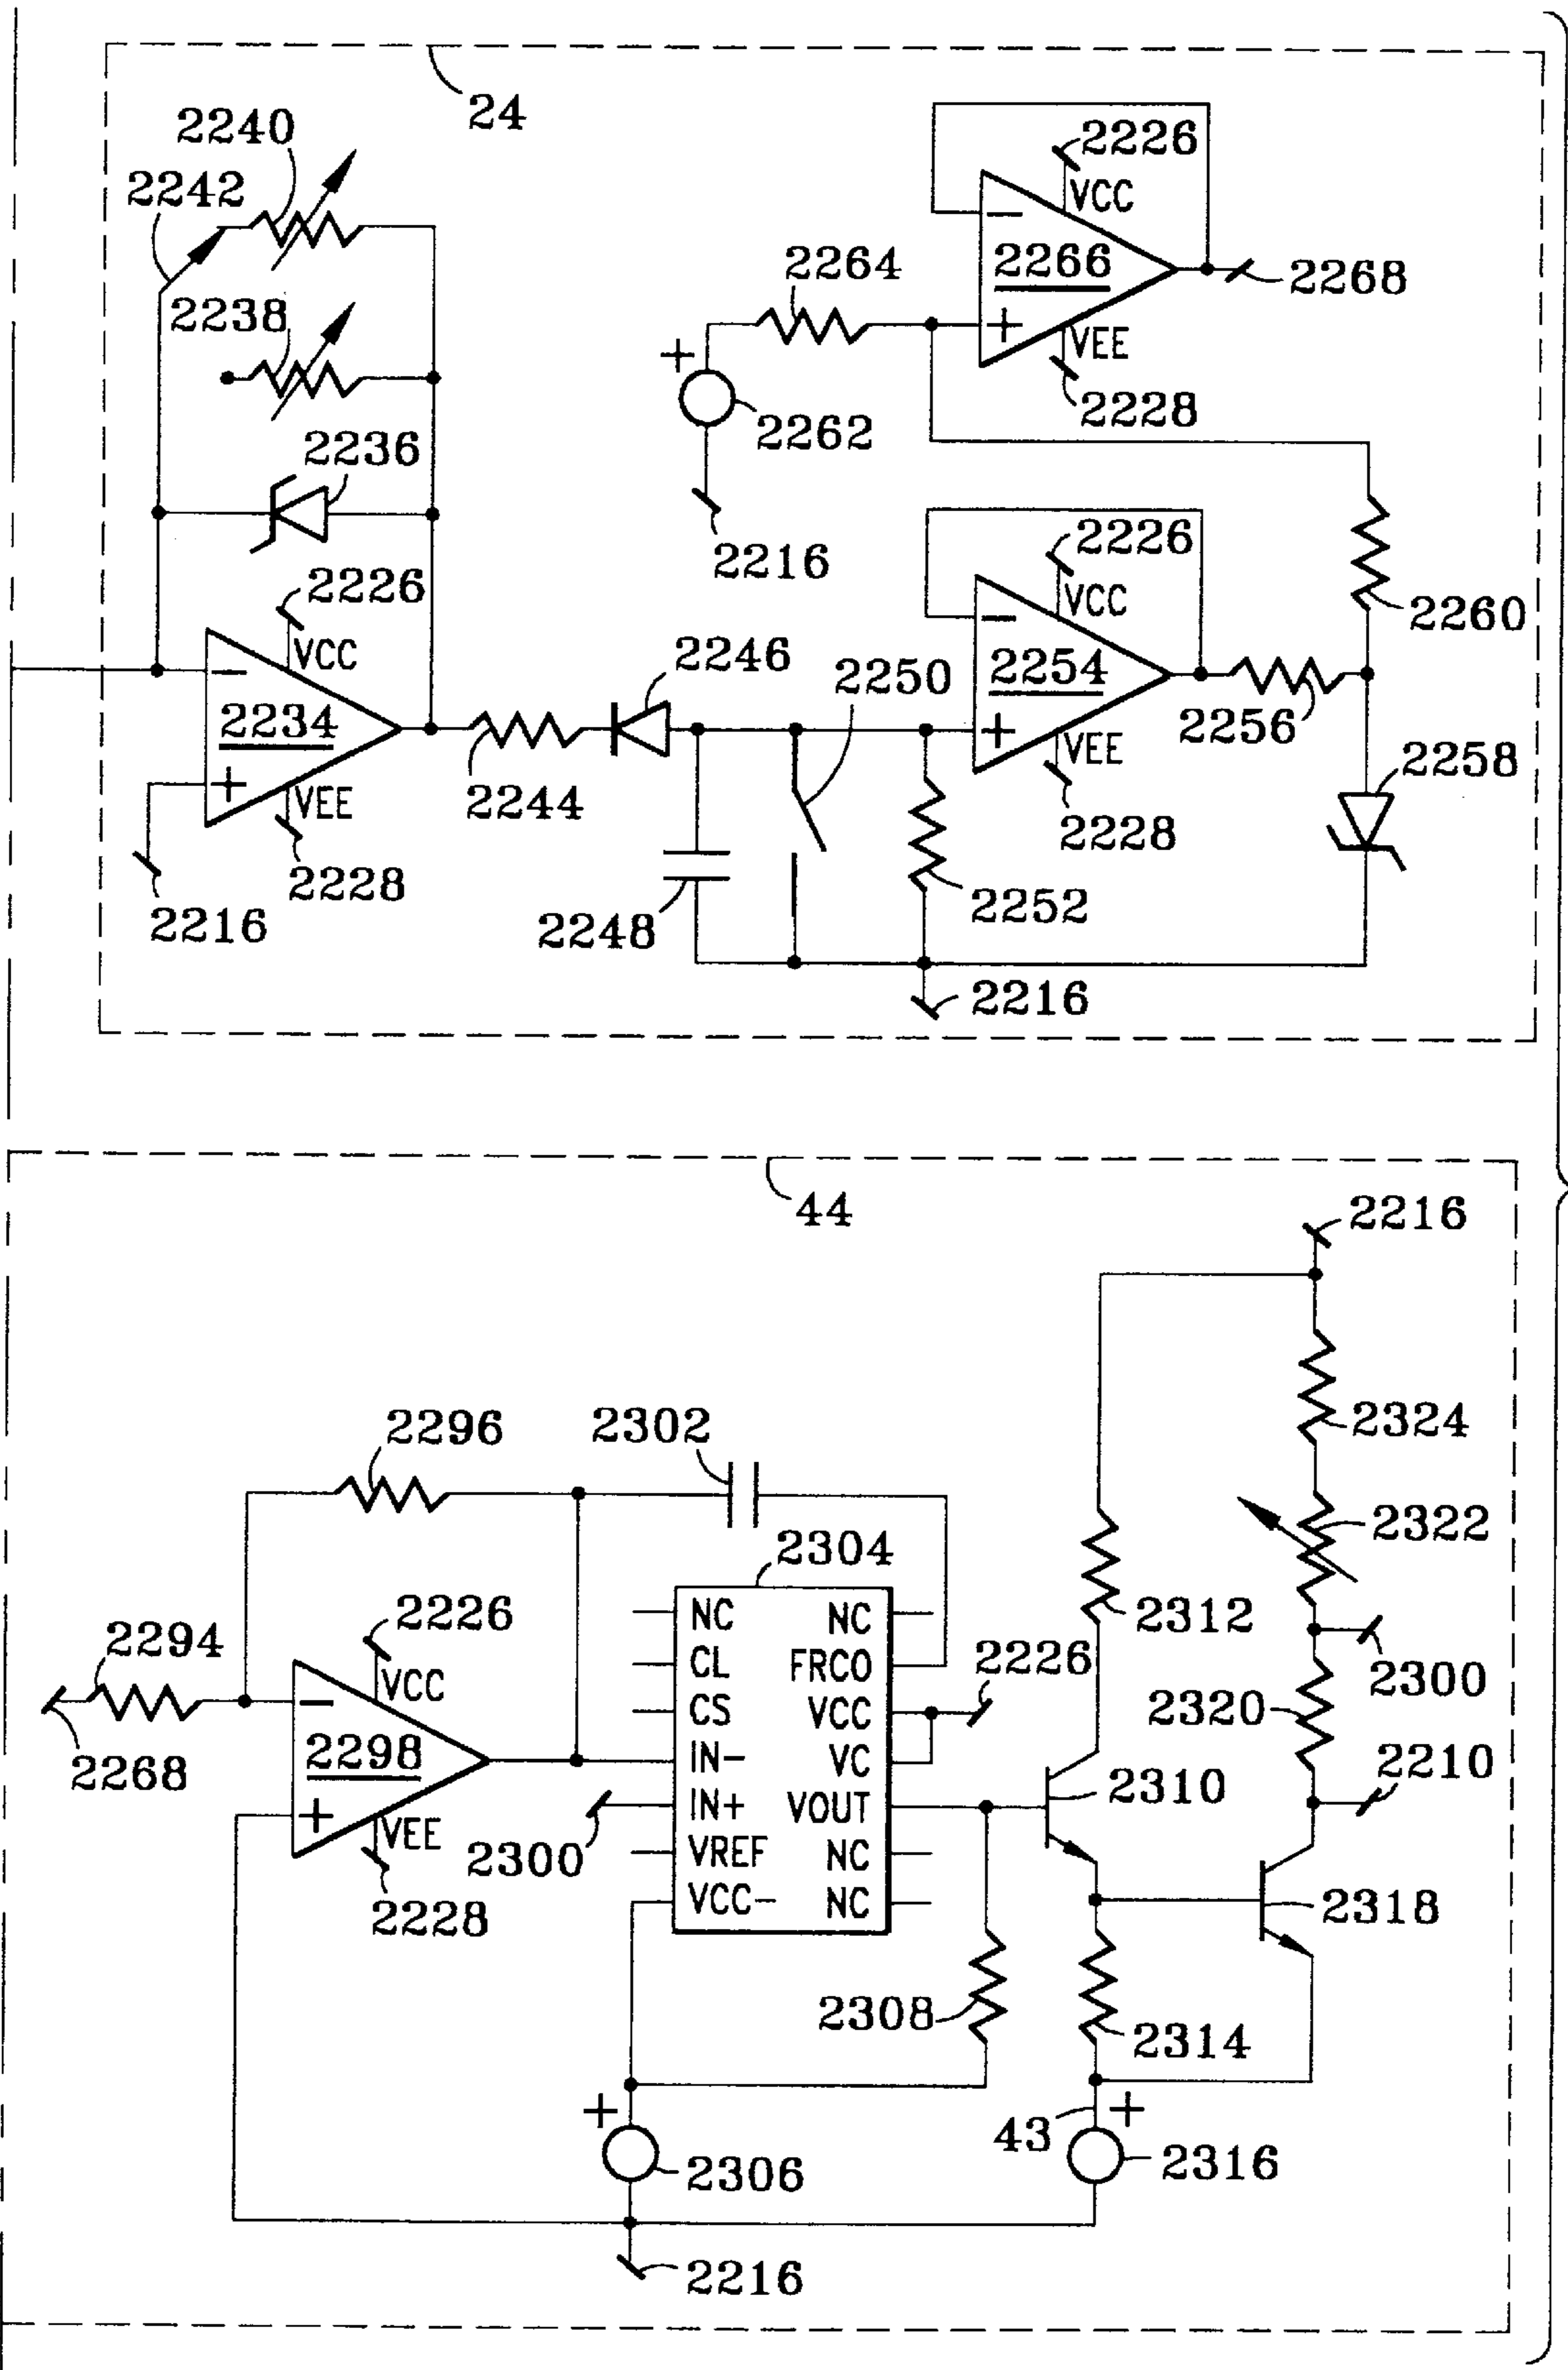 24
2240
2226
2242
VCC
2264
2266
2268
2238
VEE
2262
2228
2236
2216
2226
2226
VCC
2260
VCC
2246
2250
2254
2234
2256
VEE
2258
VEE
2244
2228
2228
2252
2216
2248
2216
44
2216
2324
2296
2302
2322
2304
2226
NC
NC
2312
2294
2226
CL
FRCO
2300
VCC
CS
VCC
2320
2298
2268
IN-
VC
2210
2310
IN+
VOUT
VEE
2300
VREF
NC
2228
VCC-
NC
2318
2308
2314
43
2306
2316
2216
+
+
+
+
+
+
+
−
−
−
−